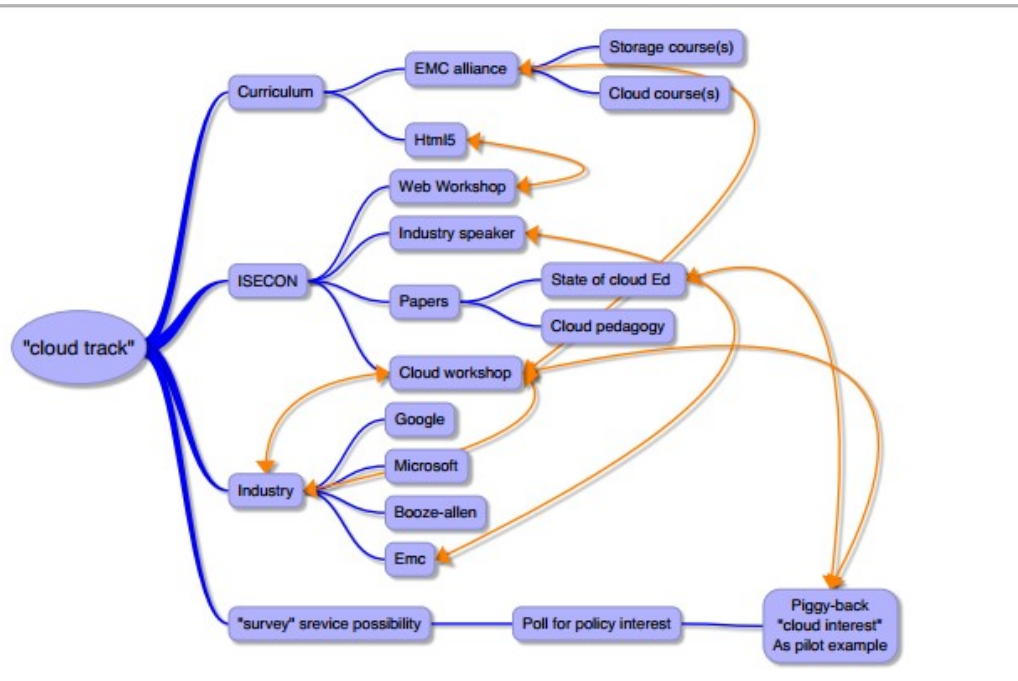 "cloud track"
Curriculum
EMC alliance
Storage course(s)
Cloud course(s)
Html5
ISECON
Web Workshop
Industry speaker
Papers
State of cloud Ed
Cloud pedagogy
Cloud workshop
Industry
Google
Microsoft
Booze-allen
Emc
"survey" srevice possibility
Poll for policy interest
Piggy-back
"cloud interest"
As pilot example